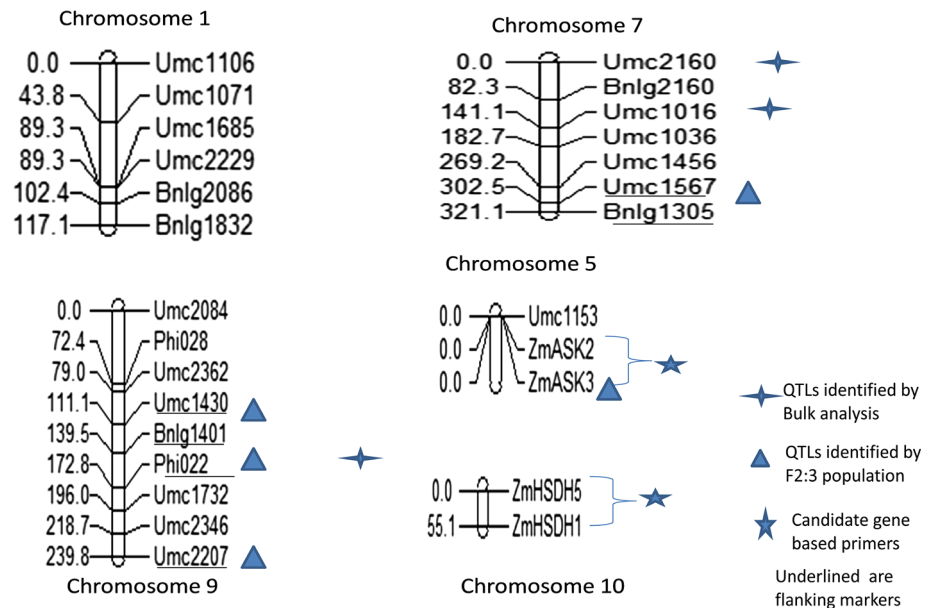 Chromosome 1
0.0 Umc1106
43.8 Umc1071
89.3 Umc1685
89.3 Umc2229
102.4 Bnlg2086
117.1 Bnlg1832
Chromosome 7
0.0 Umc2160
82.3 Bnlg2160
141.1 Umc1016
182.7 Umc1036
269.2 Umc1456
302.5 Umc1567
321.1 Bnlg1305
0.0 Umc2084
72.4 Phi028
79.0 Umc2362
111.1 Umc1430
139.5 Bnlg1401
172.8 Phi022
196.0 Umc1732
218.7 Umc2346
239.8 Umc2207
Chromosome 9
Chromosome 5
0.0 Umc1153
0.0 ZmASK2
0.0 ZmASK3
0.0 ZmHSDH5
55.1 ZmHSDH1
Chromosome 10
QTLs identified by
Bulk analysis
QTLs identified by
F2:3 population
Candidate gene
based primers
Underlined are
flanking markers